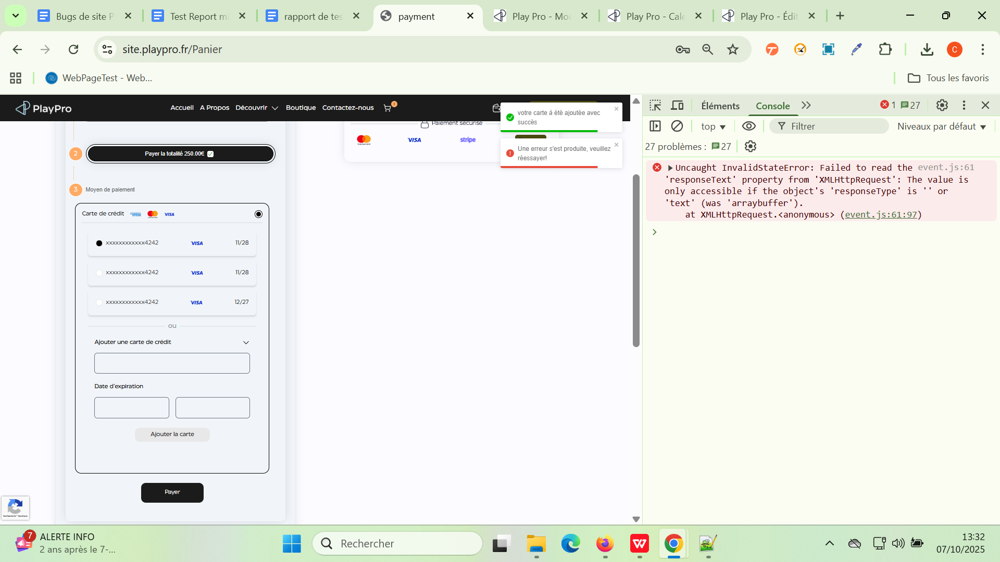 Bugs de site P
Test Report mi
rapport de tes
payment
Play Pro - Mod
Play Pro - Cale
Play Pro - Édit
site.playpro.fr/Panier
C
WebPageTest - Web...
Tous les favoris
PlayPro
Accueil
A Propos
Découvrir
Boutique
Contactez-nous
1
votre carte à été ajoutée avec
succès
Une erreur s'est produite, veuillez
réessayer!
Paiement sécurisé
mastercard
VISA
stripe
2
Payer la totalité 250.00€
3
Moyen de paiement
Carte de crédit
VISA
xxxxxxxxxxxx4242
VISA
11/28
xxxxxxxxxxxx4242
VISA
11/28
xxxxxxxxxxxx4242
VISA
12/27
ou
Ajouter une carte de crédit
Date d'expiration
Ajouter la carte
Payer
Éléments
Console
1
27
top
Filtrer
Niveaux par défaut
27 problèmes :
27
Uncaught InvalidStateError: Failed to read the event.js:61
'responseText' property from 'XMLHttpRequest': The value is
only accessible if the object's 'responseType' is '' or
'text' (was 'arraybuffer').
at XMLHttpRequest.<anonymous> (event.js:61:97)
7
ALERTE INFO
2 ans après le 7-...
Rechercher
13:32
07/10/2025